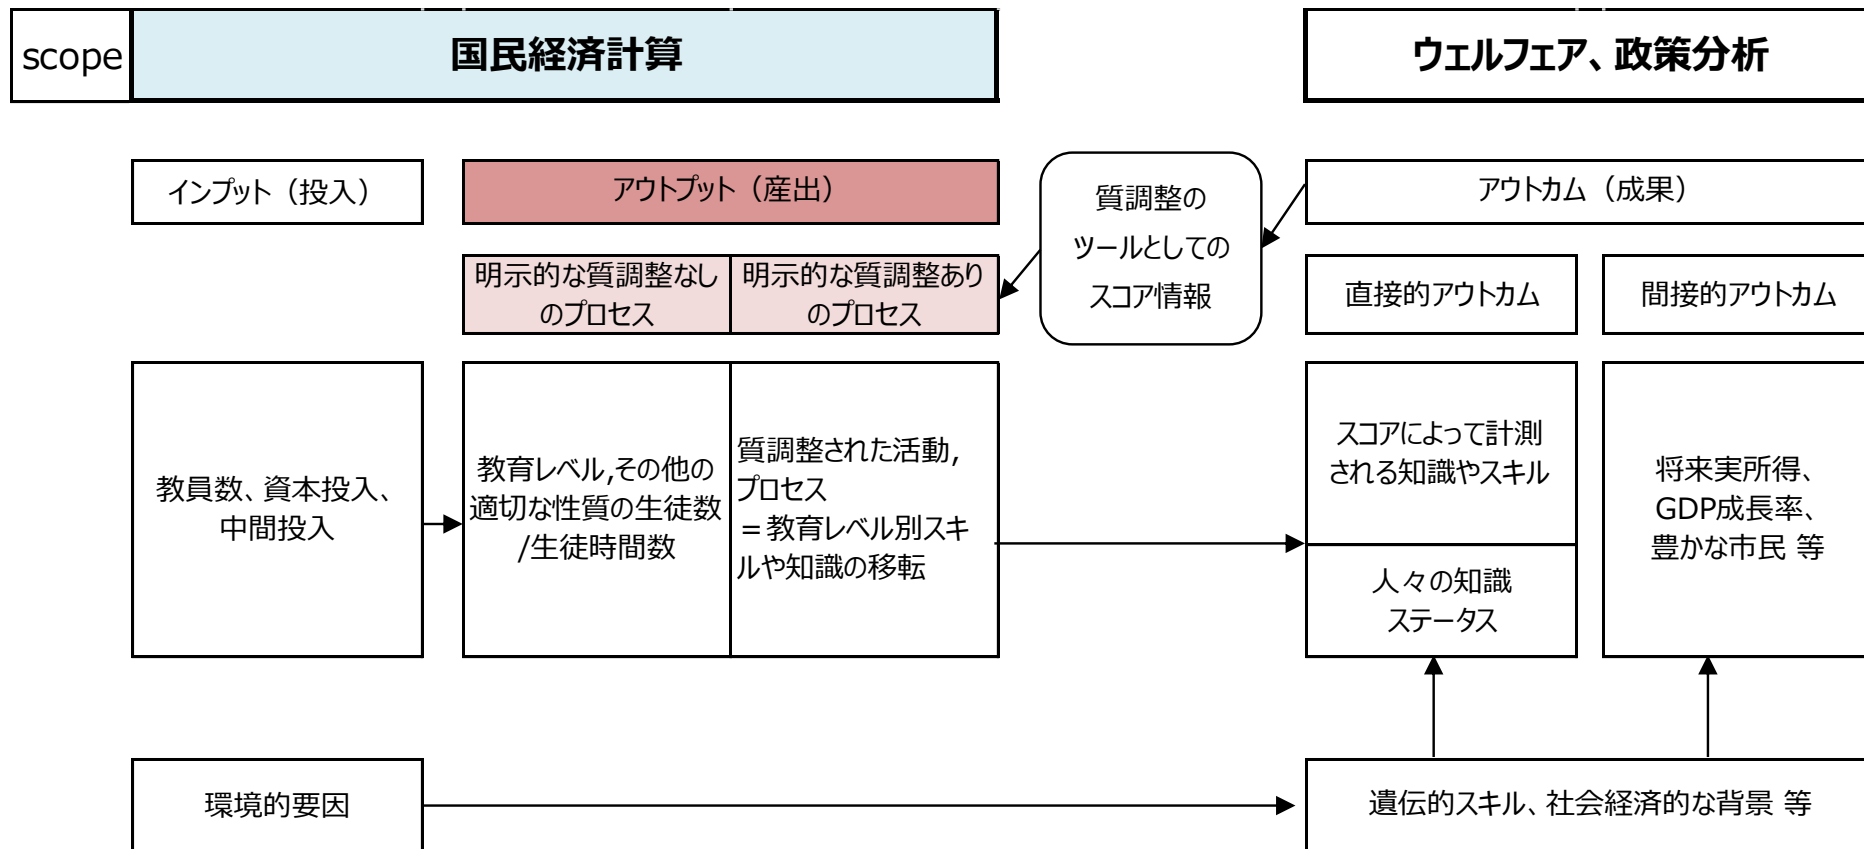 scope
国民経済計算
ウェルフェア、政策分析
インプット（投入）
アウトプット（産出）
質調整の
ツールとしての
スコア情報
アウトカム（成果）
明示的な質調整なし
のプロセス
明示的な質調整あり
のプロセス
直接的アウトカム
間接的アウトカム
教員数、資本投入、
中間投入
教育レベル,その他の
適切な性質の生徒数
/生徒時間数
質調整された活動,
プロセス
=教育レベル別スキ
ルや知識の移転
スコアによって計測
される知識やスキル
人々の知識
ステータス
将来実所得、
GDP成長率、
豊かな市民 等
環境的要因
遺伝的スキル、社会経済的な背景 等